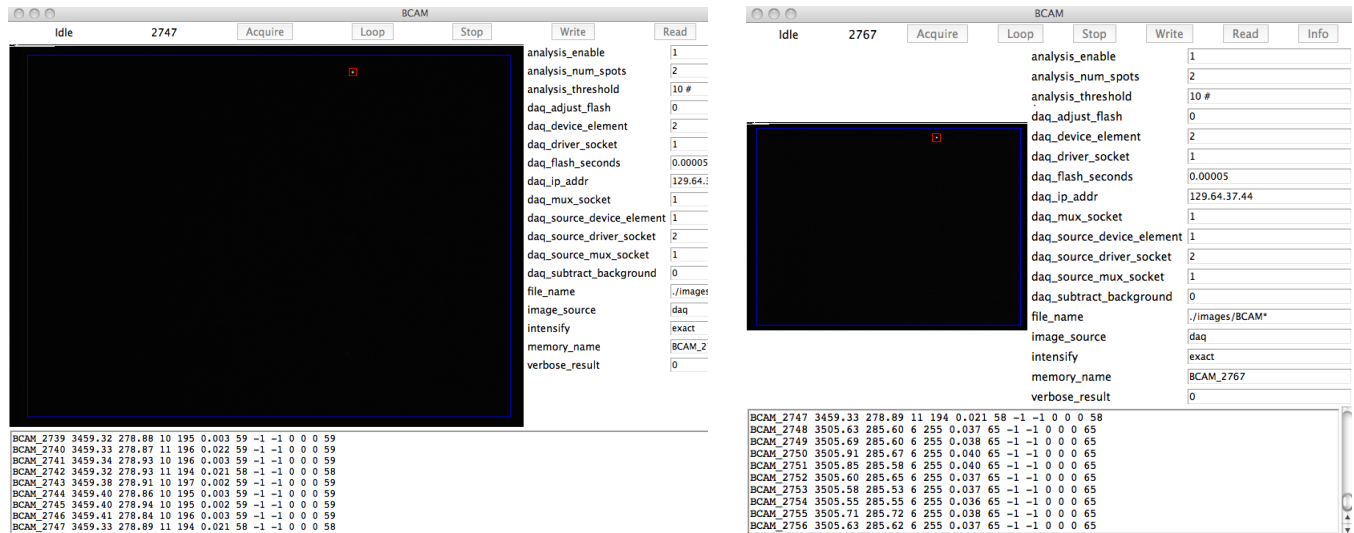 BCAM
Idle 2747 Acquire Loop Stop Write Read
analysis_enable 1
analysis_num_spots 2
analysis_threshold 10 #
daq_adjust_flash 0
daq_device_element 2
daq_driver_socket 1
daq_flash_seconds 0.00005
daq_ip_addr 129.64.
daq_mux_socket 1
daq_source_device_element 1
daq_source_driver_socket 2
daq_source_mux_socket 1
daq_subtract_background 0
file_name ./images
image_source daq
intensify exact
memory_name BCAM_2
verbose_result 0
BCAM_2739 3459.32 278.88 10 195 0.003 59 -1 -1 0 0 0 59
BCAM_2740 3459.33 278.87 11 196 0.022 59 -1 -1 0 0 0 59
BCAM_2741 3459.34 278.93 10 196 0.003 59 -1 -1 0 0 0 59
BCAM_2742 3459.32 278.93 11 194 0.021 58 -1 -1 0 0 0 58
BCAM_2743 3459.38 278.91 10 197 0.002 59 -1 -1 0 0 0 59
BCAM_2744 3459.40 278.86 10 195 0.003 59 -1 -1 0 0 0 59
BCAM_2745 3459.40 278.94 10 195 0.002 59 -1 -1 0 0 0 59
BCAM_2746 3459.41 278.84 10 196 0.003 59 -1 -1 0 0 0 59
BCAM_2747 3459.33 278.89 11 194 0.021 58 -1 -1 0 0 0 58
BCAM
Idle 2767 Acquire Loop Stop Write Read Info
analysis_enable 1
analysis_num_spots 2
analysis_threshold 10 #
daq_adjust_flash 0
daq_device_element 2
daq_driver_socket 1
daq_flash_seconds 0.00005
daq_ip_addr 129.64.37.44
daq_mux_socket 1
daq_source_device_element 1
daq_source_driver_socket 2
daq_source_mux_socket 1
daq_subtract_background 0
file_name ./images/BCAM*
image_source daq
intensify exact
memory_name BCAM_2767
verbose_result 0
BCAM_2747 3459.33 278.89 11 194 0.021 58 -1 -1 0 0 0 58
BCAM_2748 3505.63 285.60 6 255 0.037 65 -1 -1 0 0 0 65
BCAM_2749 3505.69 285.60 6 255 0.038 65 -1 -1 0 0 0 65
BCAM_2750 3505.91 285.67 6 255 0.040 65 -1 -1 0 0 0 65
BCAM_2751 3505.85 285.58 6 255 0.040 65 -1 -1 0 0 0 65
BCAM_2752 3505.60 285.65 6 255 0.037 65 -1 -1 0 0 0 65
BCAM_2753 3505.58 285.53 6 255 0.037 65 -1 -1 0 0 0 65
BCAM_2754 3505.55 285.55 6 255 0.036 65 -1 -1 0 0 0 65
BCAM_2755 3505.71 285.72 6 255 0.038 65 -1 -1 0 0 0 65
BCAM_2756 3505.63 285.62 6 255 0.037 65 -1 -1 0 0 0 65